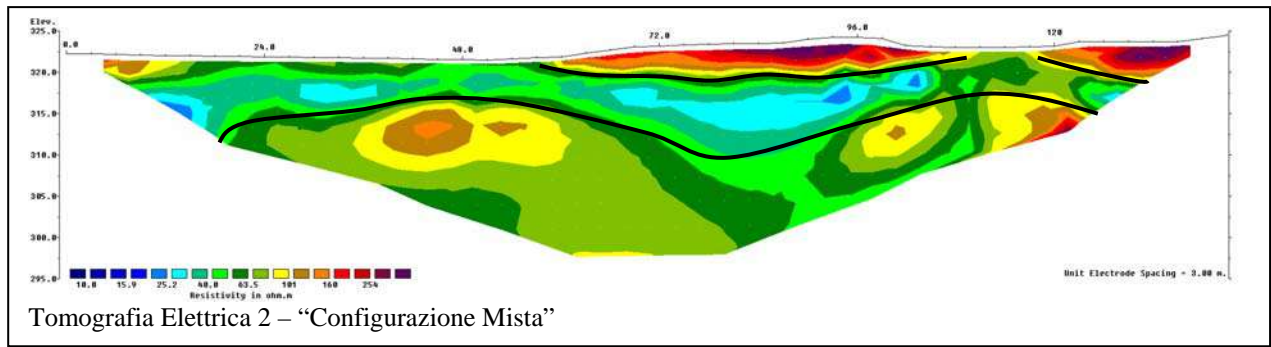 Elev.
325.0
0.0 24.0 48.0 72.0 96.0 120
320.0
315.0
310.0
305.0
300.0
295.0
10.0 15.9 25.2 40.0 63.5 101 160 254
Resistivity in ohm.m
Unit Electrode Spacing = 3.00 m.
Tomografia Elettrica 2 – “Configurazione Mista”